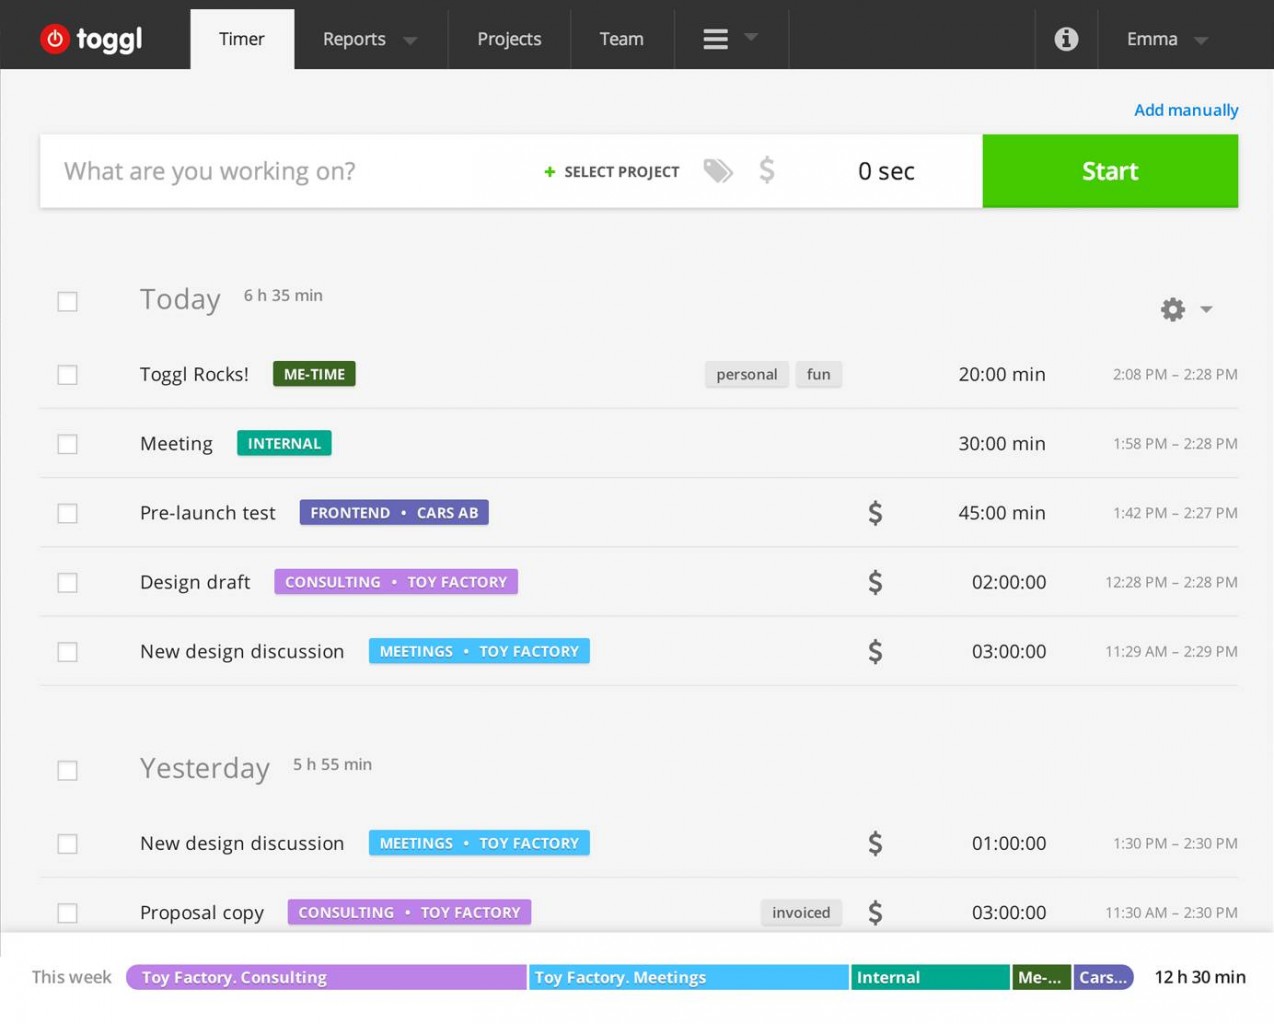 toggl Timer Reports Projects Team Emma
Add manually
What are you working on? + SELECT PROJECT $ 0 sec Start
Today 6 h 35 min
Toggl Rocks! ME-TIME personal fun 20:00 min 2:08 PM – 2:28 PM
Meeting INTERNAL 30:00 min 1:58 PM – 2:28 PM
Pre-launch test FRONTEND • CARS AB $ 45:00 min 1:42 PM – 2:27 PM
Design draft CONSULTING • TOY FACTORY $ 02:00:00 12:28 PM – 2:28 PM
New design discussion MEETINGS • TOY FACTORY $ 03:00:00 11:29 AM – 2:29 PM
Yesterday 5 h 55 min
New design discussion MEETINGS • TOY FACTORY $ 01:00:00 1:30 PM – 2:30 PM
Proposal copy CONSULTING • TOY FACTORY invoiced $ 03:00:00 11:30 AM – 2:30 PM
This week Toy Factory. Consulting Toy Factory. Meetings Internal Me-... Cars... 12 h 30 min